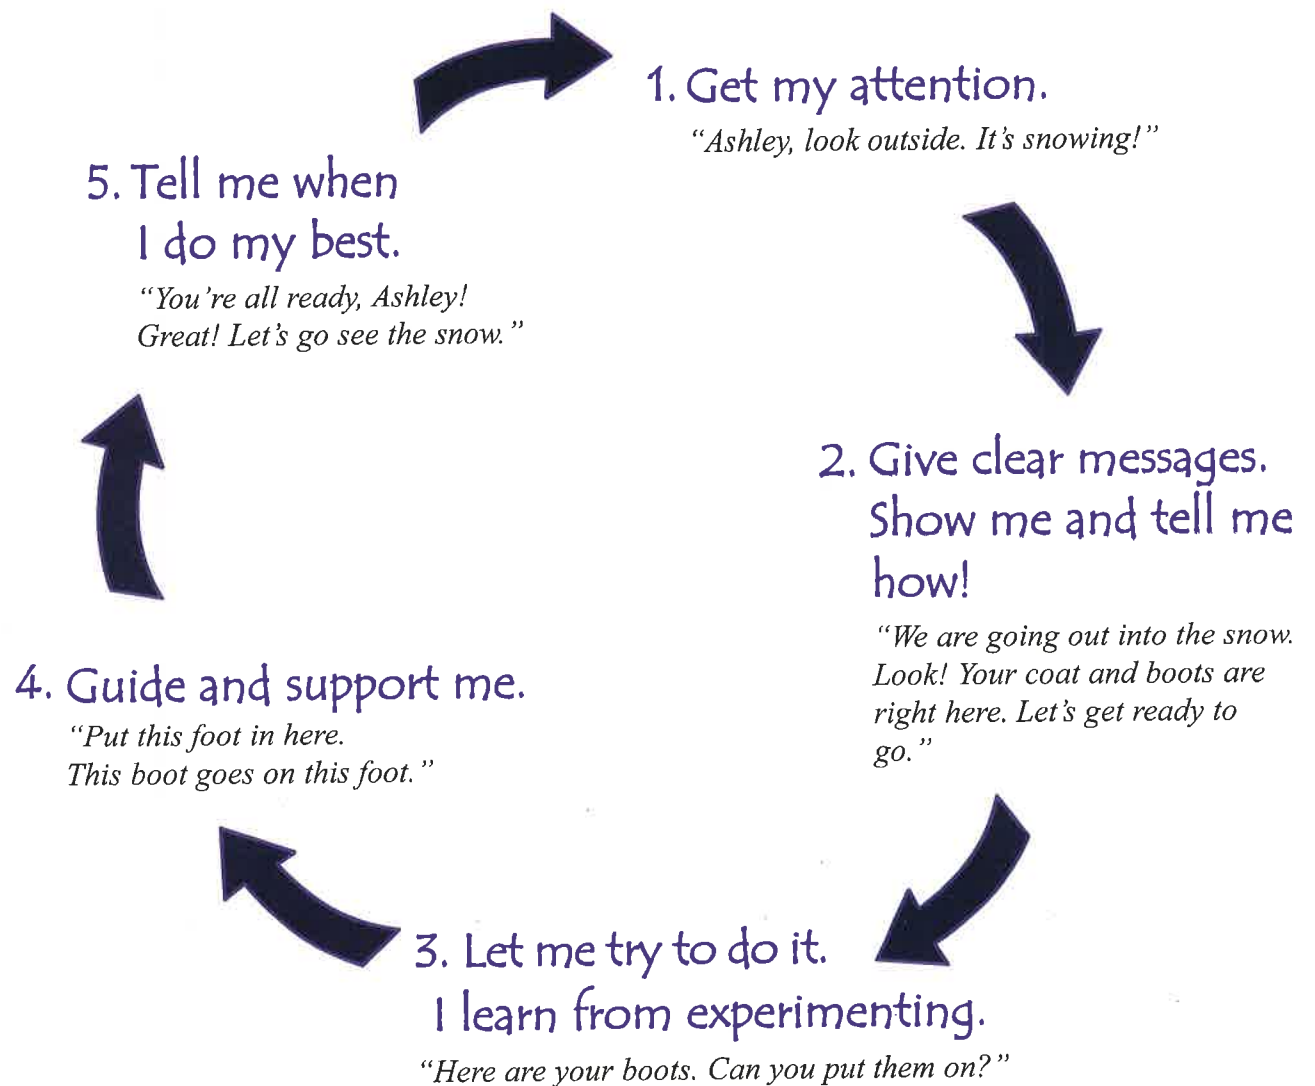 1. Get my attention.
"Ashley, look outside. It's snowing!"
2. Give clear messages.
Show me and tell me
how!
"We are going out into the snow.
Look! Your coat and boots are
right here. Let's get ready to
go."
3. Let me try to do it.
I learn from experimenting.
"Here are your boots. Can you put them on?"
4. Guide and support me.
"Put this foot in here.
This boot goes on this foot."
5. Tell me when
I do my best.
"You're all ready, Ashley!
Great! Let's go see the snow."